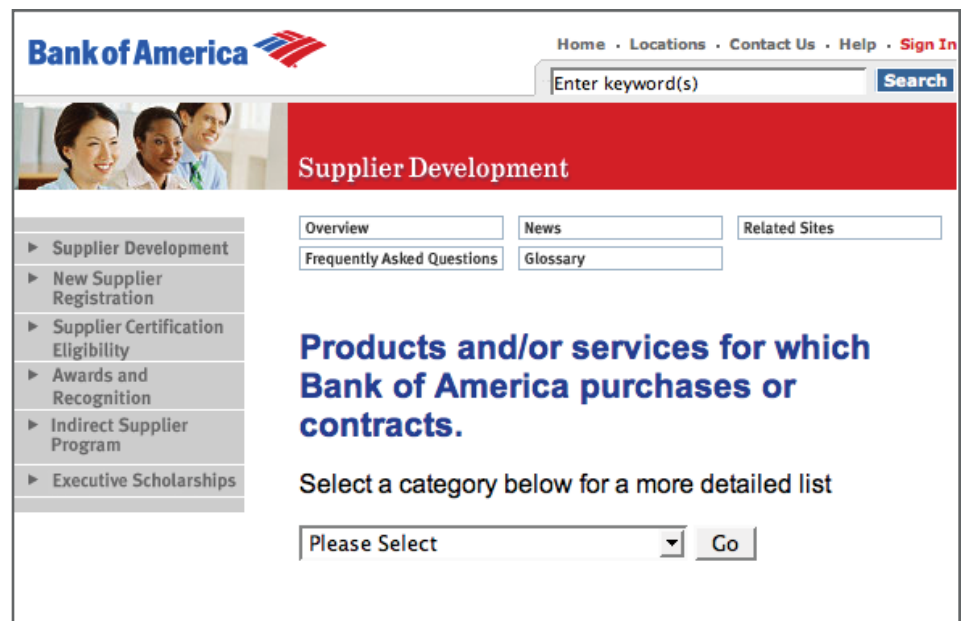 Bank of America
Home · Locations · Contact Us · Help · Sign In
Enter keyword(s)
Search
Supplier Development
Overview
News
Related Sites
Frequently Asked Questions
Glossary
Supplier Development
New Supplier
Registration
Supplier Certification
Eligibility
Awards and
Recognition
Indirect Supplier
Program
Executive Scholarships
Products and/or services for which
Bank of America purchases or
contracts.
Select a category below for a more detailed list
Please Select
Go